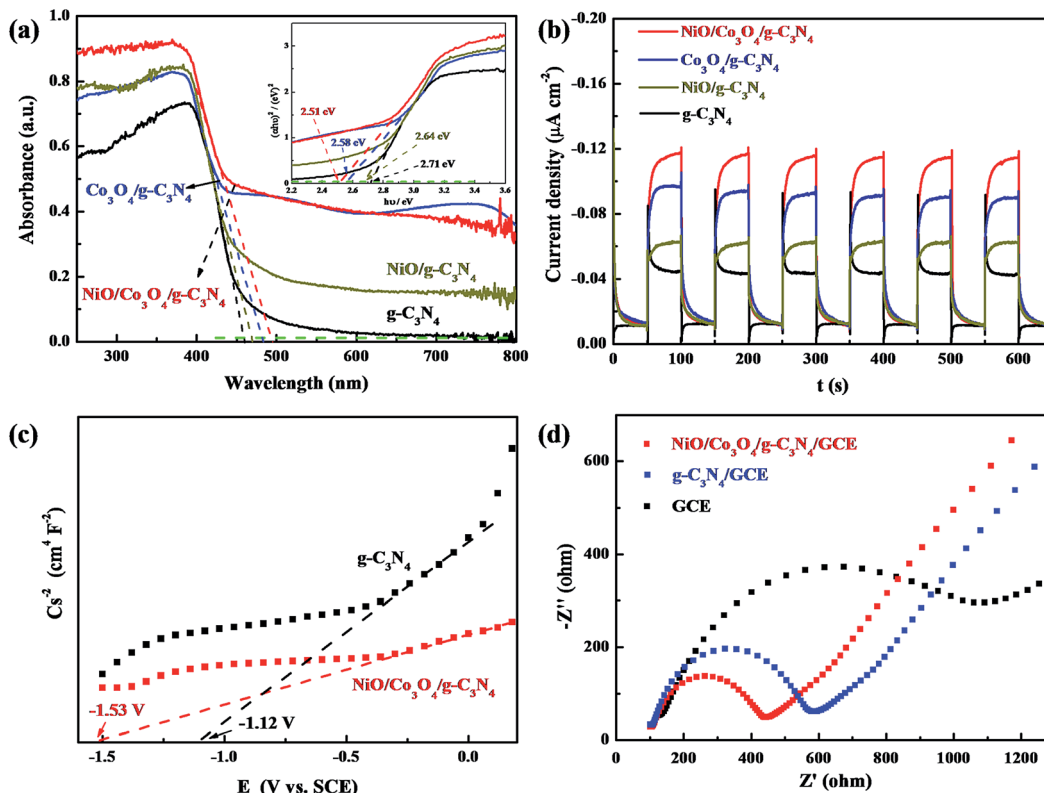 (a)
1.0
0.8
0.6
0.4
0.2
0.0
Absorbance (a.u.)
300
400
500
600
700
800
Wavelength (nm)
Co₃O₄/g-C₃N₄
NiO/Co₃O₄/g-C₃N₄
NiO/g-C₃N₄
g-C₃N₄
3
2
1
0
(αhυ)² / (eV)²
2.51 eV
2.58 eV
2.64 eV
2.71 eV
2.2
2.4
2.6
2.8
3.0
3.2
3.4
3.6
hυ / eV
(b)
-0.20
-0.16
-0.12
-0.08
-0.04
0.00
Current density (μA cm⁻²)
NiO/Co₃O₄/g-C₃N₄
Co₃O₄/g-C₃N₄
NiO/g-C₃N₄
g-C₃N₄
0
100
200
300
400
500
600
t (s)
(c)
Cs⁻² (cm⁴ F⁻²)
g-C₃N₄
NiO/Co₃O₄/g-C₃N₄
-1.53 V
-1.12 V
-1.5
-1.0
-0.5
0.0
E (V vs. SCE)
(d)
NiO/Co₃O₄/g-C₃N₄/GCE
g-C₃N₄/GCE
GCE
600
400
200
0
-Z'' (ohm)
0
200
400
600
800
1000
1200
Z' (ohm)